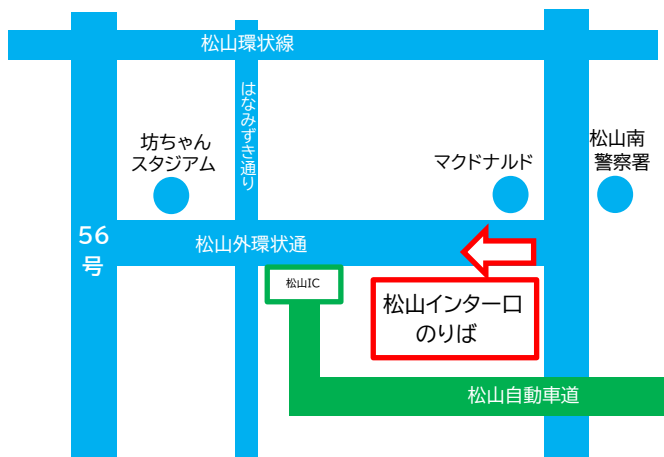 松山環状線
はなみずき通り
坊ちゃん
スタジアム
マクドナルド
松山南
警察署
56
号
松山外環状通
松山IC
松山インター口
のりば
松山自動車道